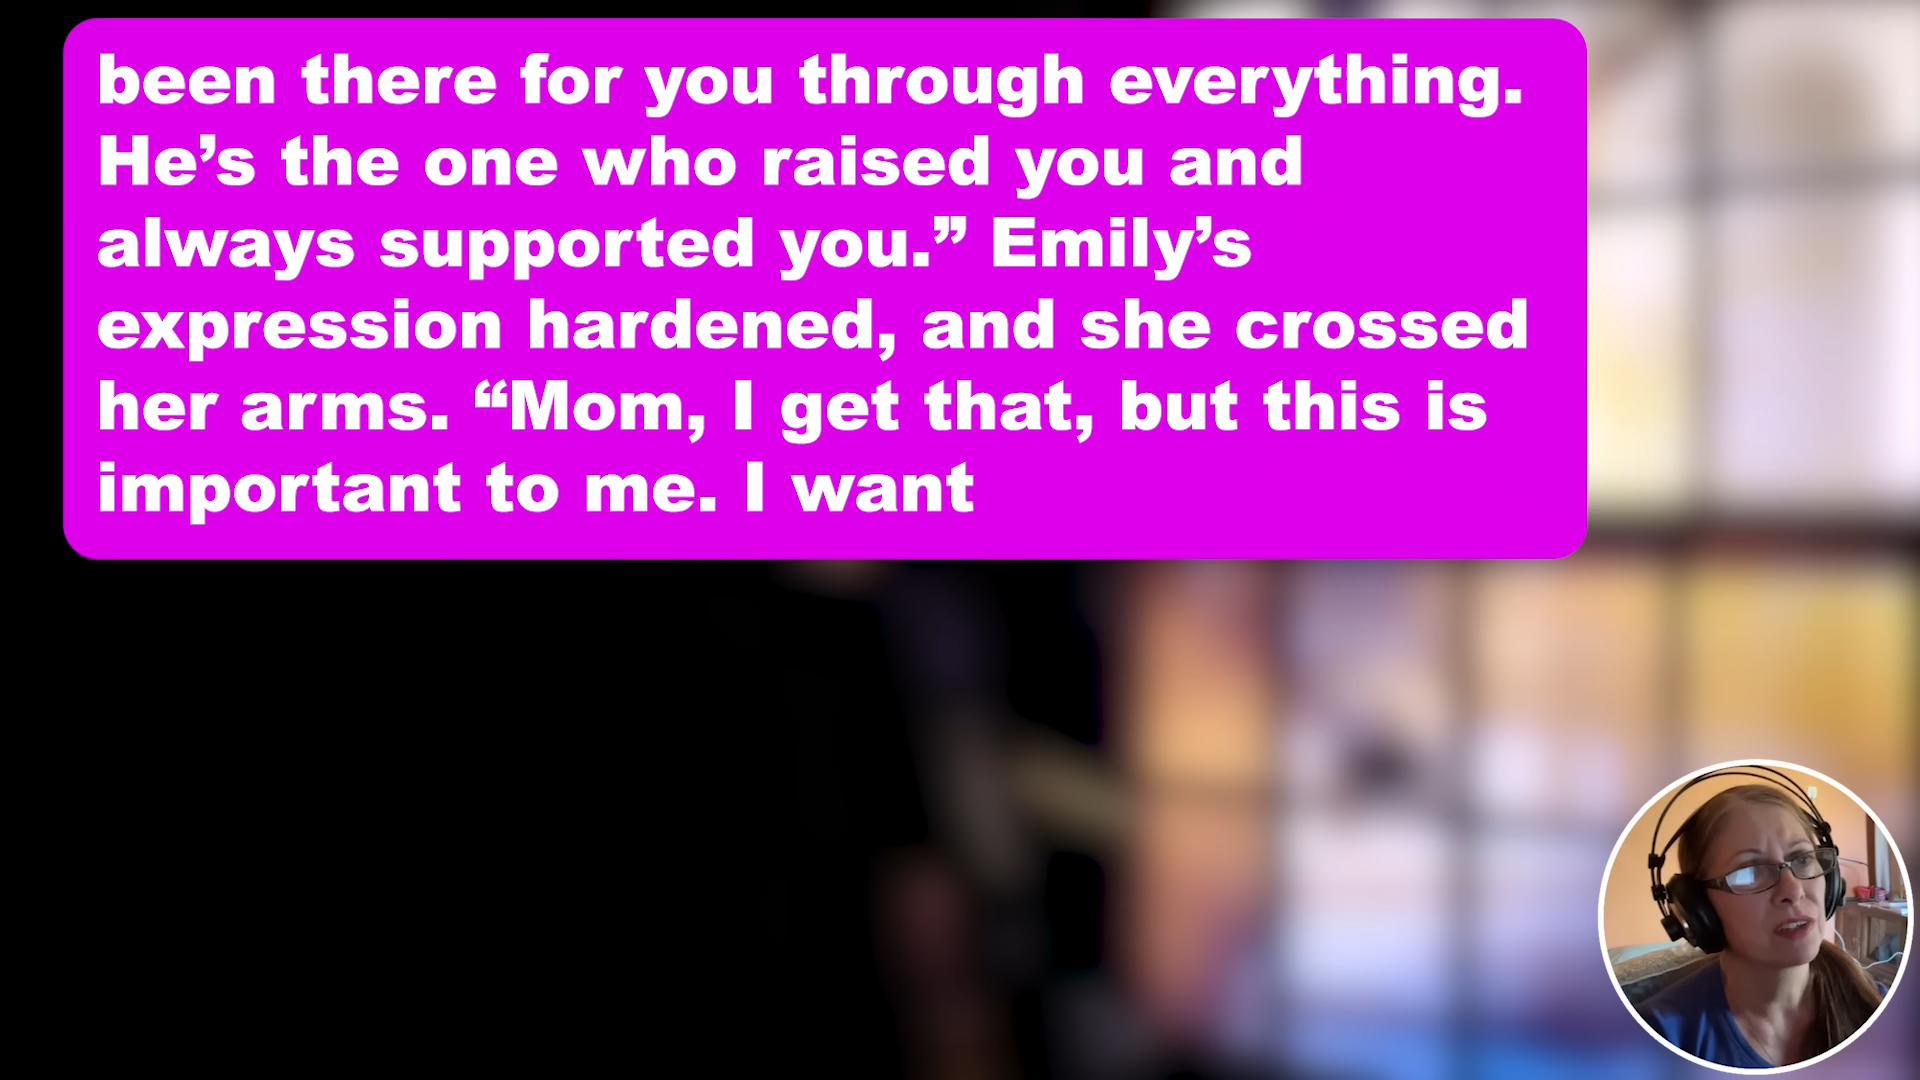 been there for you through everything.
He’s the one who raised you and
always supported you.” Emily’s
expression hardened, and she crossed
her arms. “Mom, I get that, but this is
important to me. I want